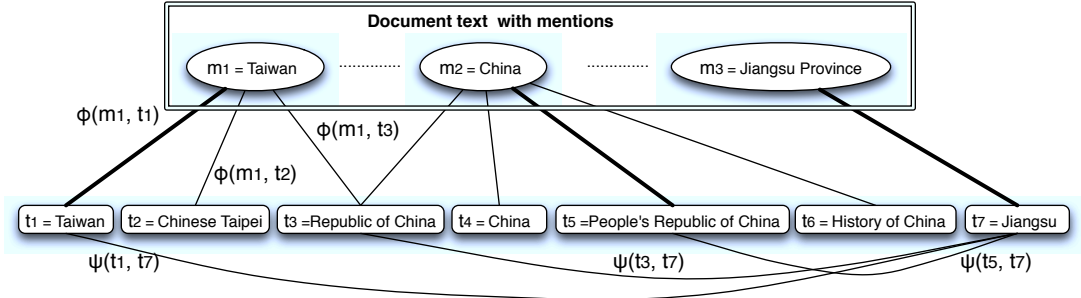 Document text with mentions
m1 = Taiwan
m2 = China
m3 = Jiangsu Province
ϕ(m1, t1)
ϕ(m1, t3)
ϕ(m1, t2)
t1 = Taiwan
t2 = Chinese Taipei
t3 =Republic of China
t4 = China
t5 =People's Republic of China
t6 = History of China
t7 = Jiangsu
ψ(t1, t7)
ψ(t3, t7)
ψ(t5, t7)